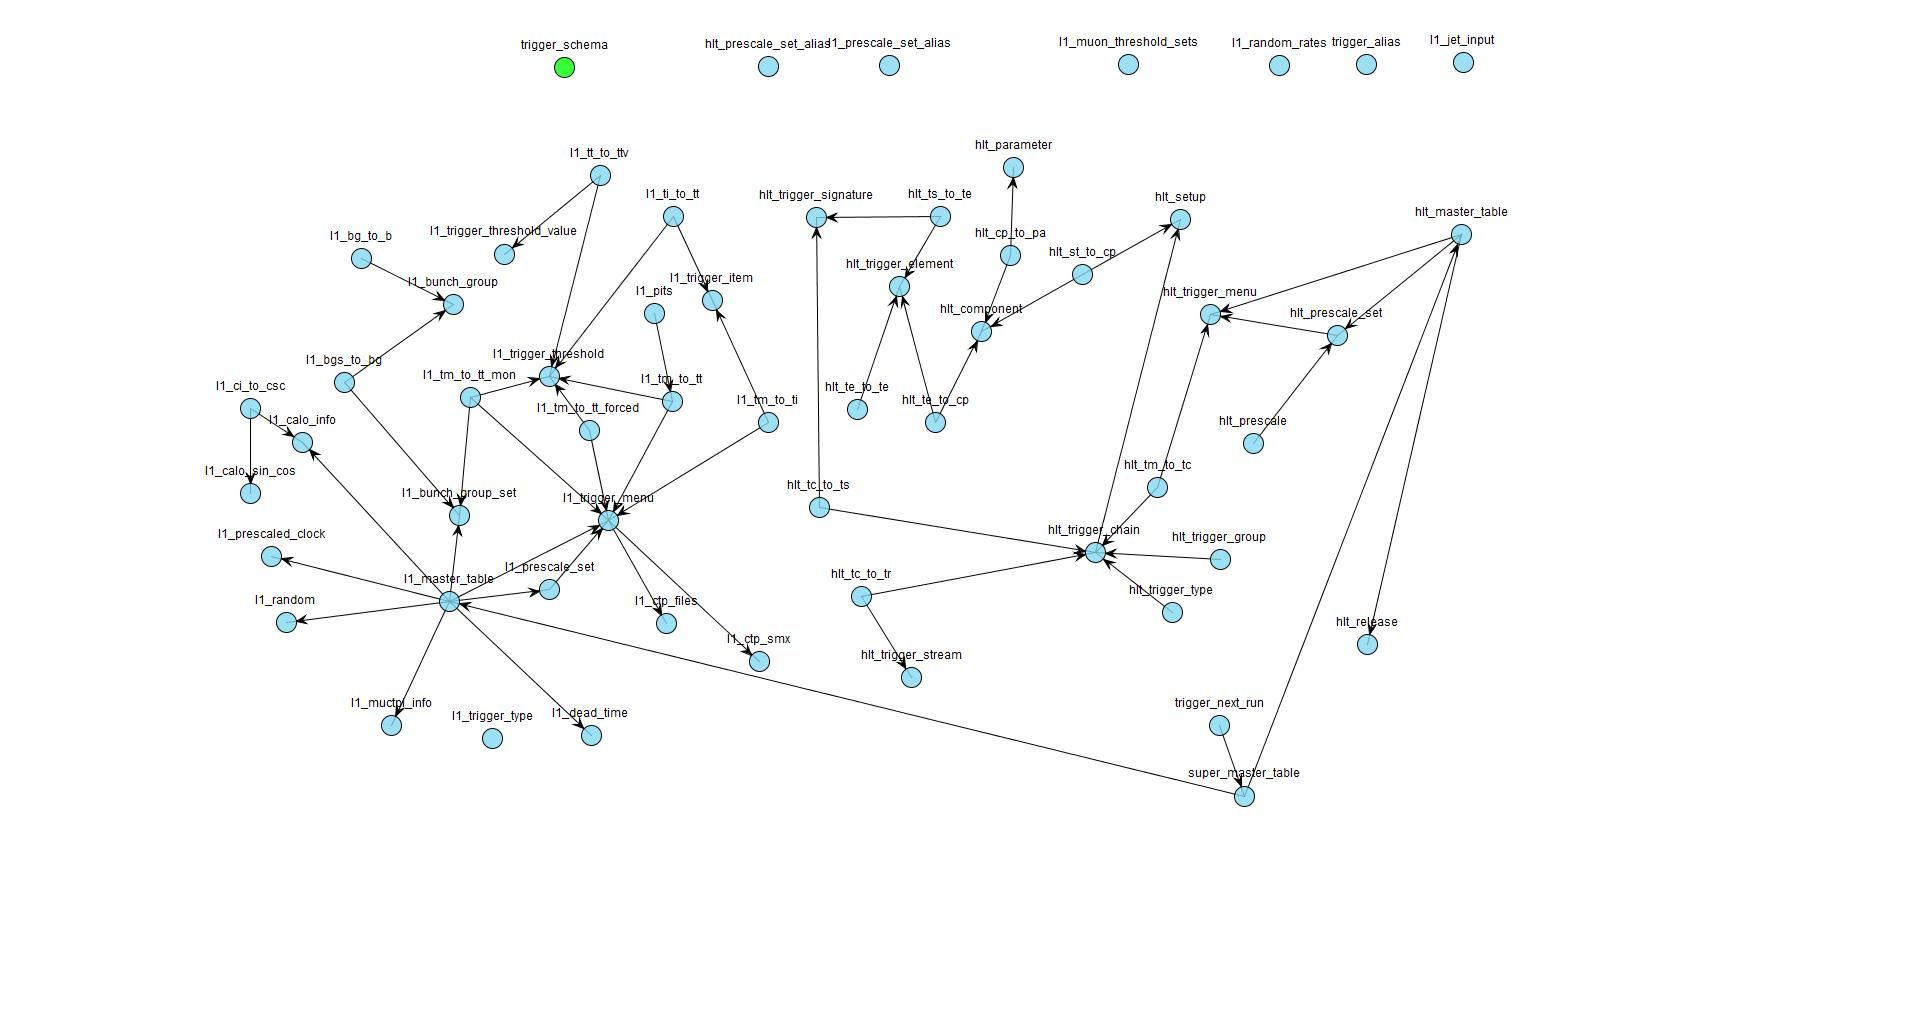 trigger_schema
hlt_prescale_set_alias
l1_prescale_set_alias
l1_muon_threshold_sets
l1_random_rates
trigger_alias
l1_jet_input
l1_tt_to_ttv
hlt_parameter
l1_ti_to_tt
hlt_trigger_signature
hlt_ts_to_te
hlt_setup
hlt_master_table
l1_bg_to_b
l1_trigger_threshold_value
hlt_cp_to_pa
hlt_st_to_cp
hlt_trigger_element
l1_bunch_group
l1_trigger_item
l1_pits
hlt_trigger_menu
hlt_component
hlt_prescale_set
l1_bgs_to_bg
l1_trigger_threshold
l1_ci_to_csc
l1_tm_to_tt_mon
l1_tm_to_tt
hlt_te_to_te
l1_tm_to_ti
hlt_te_to_cp
l1_tm_to_tt_forced
l1_calo_info
hlt_prescale
l1_calo_sin_cos
hlt_tm_to_tc
l1_bunch_group_set
l1_trigger_menu
hlt_tc_to_ts
l1_prescaled_clock
hlt_trigger_chain
hlt_trigger_group
l1_master_table
l1_prescale_set
hlt_tc_to_tr
hlt_trigger_type
l1_random
l1_ctp_files
hlt_release
l1_ctp_smx
hlt_trigger_stream
l1_muctpi_info
l1_trigger_type
l1_dead_time
trigger_next_run
super_master_table